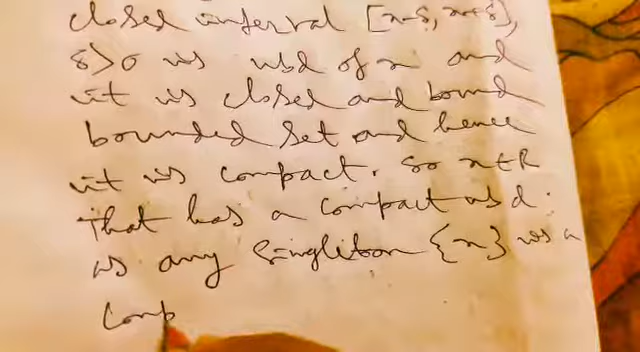 closed interval [x-δ, x+δ],
δ>0 is nbd of x and
it is closed and bound
bounded set and hence
it is compact. So x∈R
that has a compact nbd.
is any singleton {x} is a
comp